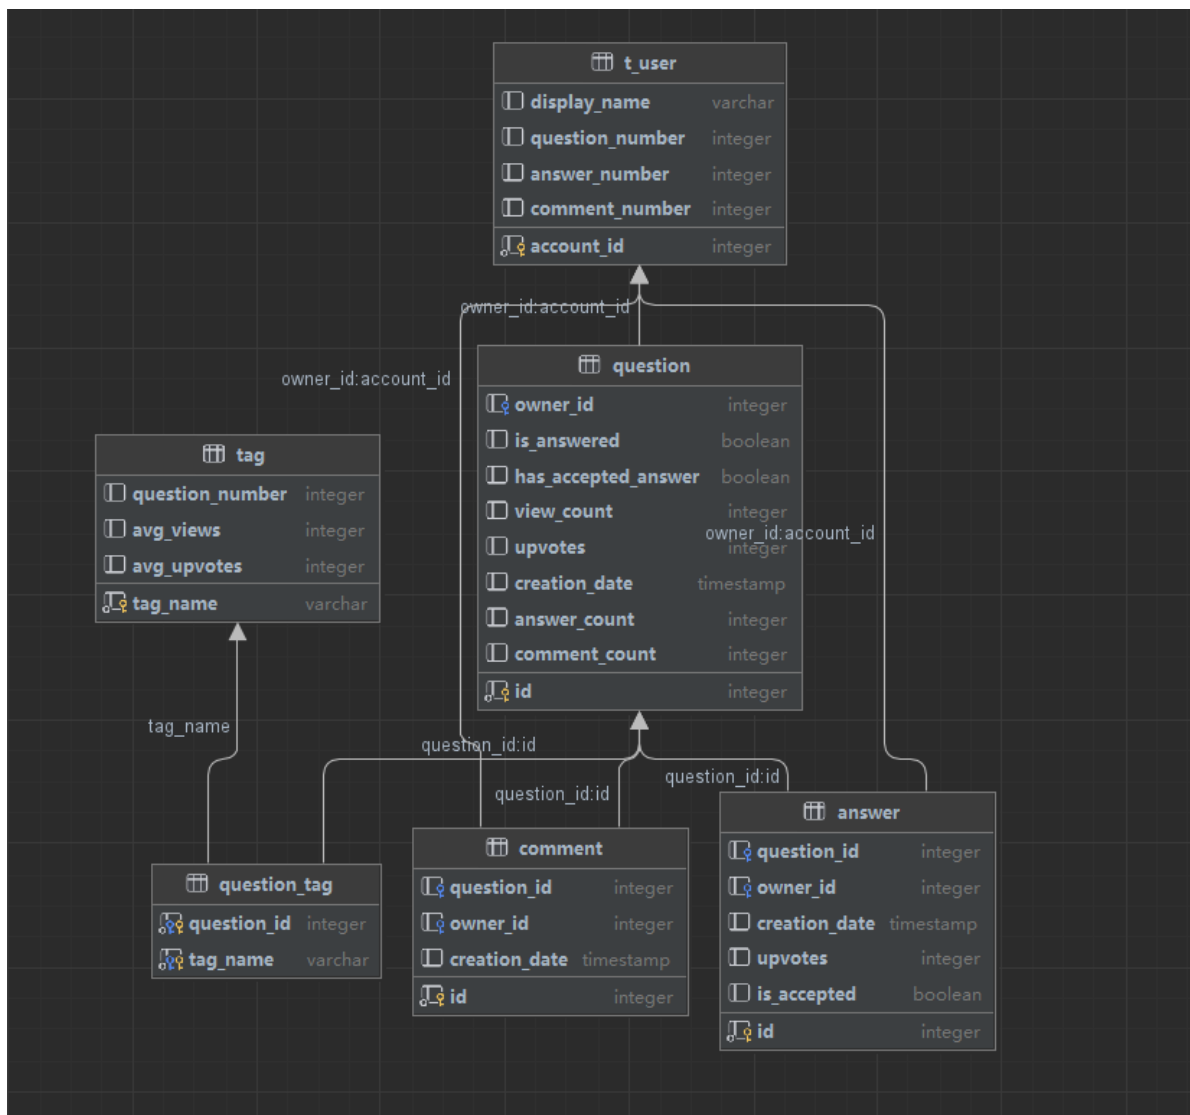 t_user
display_name varchar
question_number integer
answer_number integer
comment_number integer
account_id integer
owner_id:account_id
owner_id:account_id
question
owner_id integer
is_answered boolean
has_accepted_answer boolean
view_count integer
owner_id:account_id
upvotes integer
creation_date timestamp
answer_count integer
comment_count integer
id integer
tag
question_number integer
avg_views integer
avg_upvotes integer
tag_name varchar
tag_name
question_id:id
question_id:id
question_id:id
question_tag
question_id integer
tag_name varchar
comment
question_id integer
owner_id integer
creation_date timestamp
id integer
answer
question_id integer
owner_id integer
creation_date timestamp
upvotes integer
is_accepted boolean
id integer